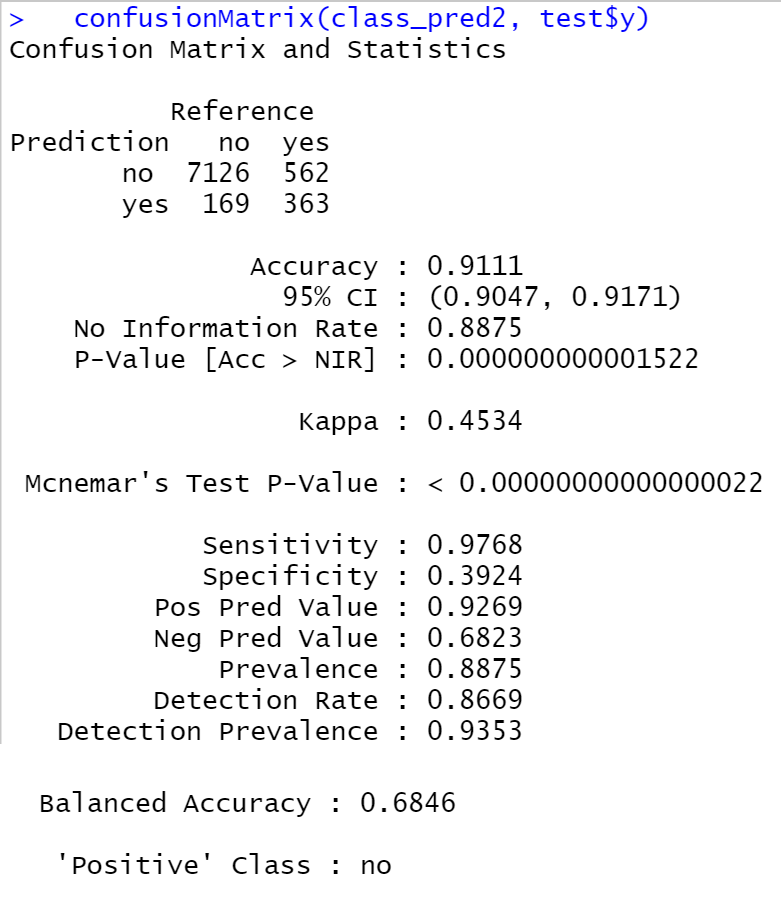 >   confusionMatrix(class_pred2, test$y)
Confusion Matrix and Statistics
          Reference
Prediction   no  yes
       no  7126  562
       yes  169  363
               Accuracy : 0.9111
                 95% CI : (0.9047, 0.9171)
    No Information Rate : 0.8875
    P-Value [Acc > NIR] : 0.000000000001522
                  Kappa : 0.4534
 Mcnemar's Test P-Value : < 0.00000000000000022
            Sensitivity : 0.9768
            Specificity : 0.3924
         Pos Pred Value : 0.9269
         Neg Pred Value : 0.6823
             Prevalence : 0.8875
         Detection Rate : 0.8669
   Detection Prevalence : 0.9353
  Balanced Accuracy : 0.6846
   'Positive' Class : no